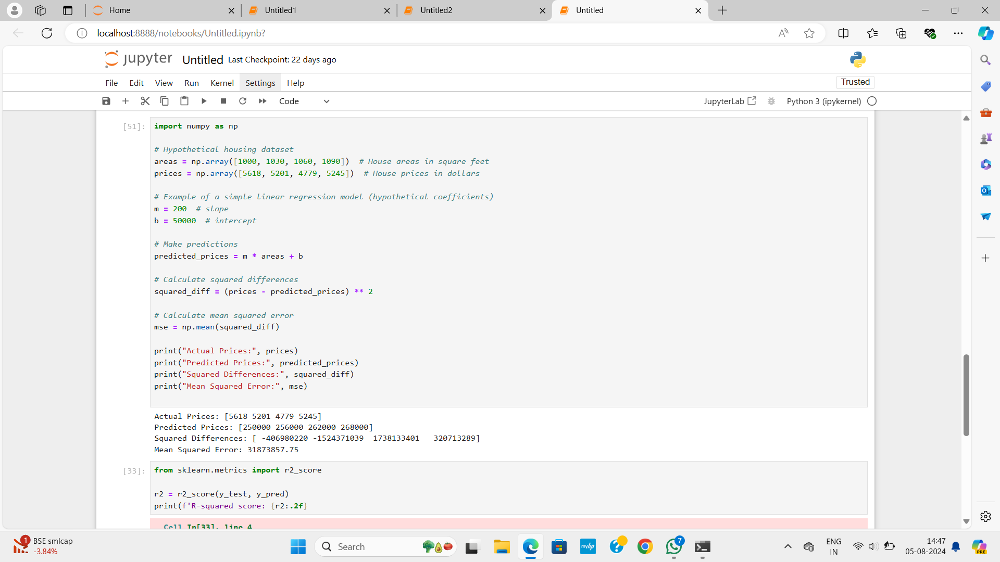 Home
Untitled1
Untitled2
Untitled
localhost:8888/notebooks/Untitled.ipynb?
jupyter Untitled Last Checkpoint: 22 days ago
File Edit View Run Kernel Settings Help
Trusted
Code
JupyterLab
Python 3 (ipykernel)
[51]:
import numpy as np
# Hypothetical housing dataset
areas = np.array([1000, 1030, 1060, 1090])  # House areas in square feet
prices = np.array([5618, 5201, 4779, 5245])  # House prices in dollars
# Example of a simple linear regression model (hypothetical coefficients)
m = 200  # slope
b = 50000  # intercept
# Make predictions
predicted_prices = m * areas + b
# Calculate squared differences
squared_diff = (prices - predicted_prices) ** 2
# Calculate mean squared error
mse = np.mean(squared_diff)
print("Actual Prices:", prices)
print("Predicted Prices:", predicted_prices)
print("Squared Differences:", squared_diff)
print("Mean Squared Error:", mse)
Actual Prices: [5618 5201 4779 5245]
Predicted Prices: [250000 256000 262000 268000]
Squared Differences: [ -406980220 -1524371039  1738133401   320713289]
Mean Squared Error: 31873857.75
[33]:
from sklearn.metrics import r2_score
r2 = r2_score(y_test, y_pred)
print(f'R-squared score: {r2:.2f}
Cell In[33], line 4
1
BSE smlcap
-3.84%
Search
myhp
7
ENG
IN
14:47
05-08-2024
PRE